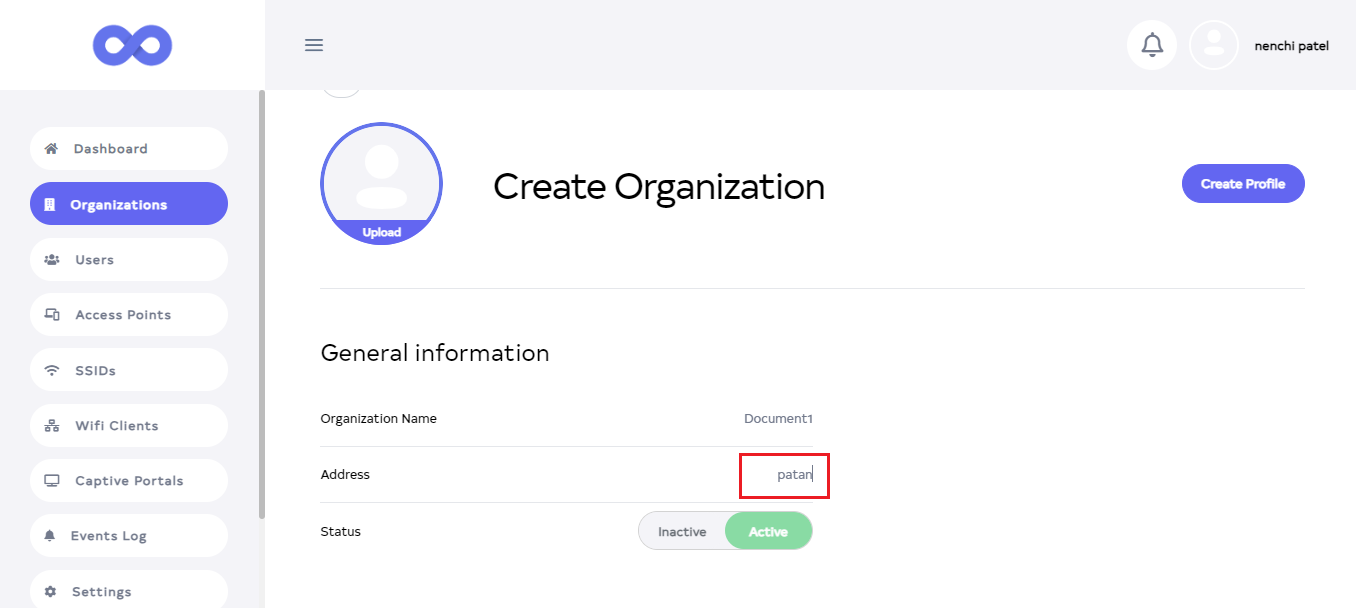 nenchi patel
Dashboard
Organizations
Users
Access Points
SSIDs
Wifi Clients
Captive Portals
Events Log
Settings
Upload
Create Organization
Create Profile
General information
Organization Name Document1
Address patan
Status Inactive Active